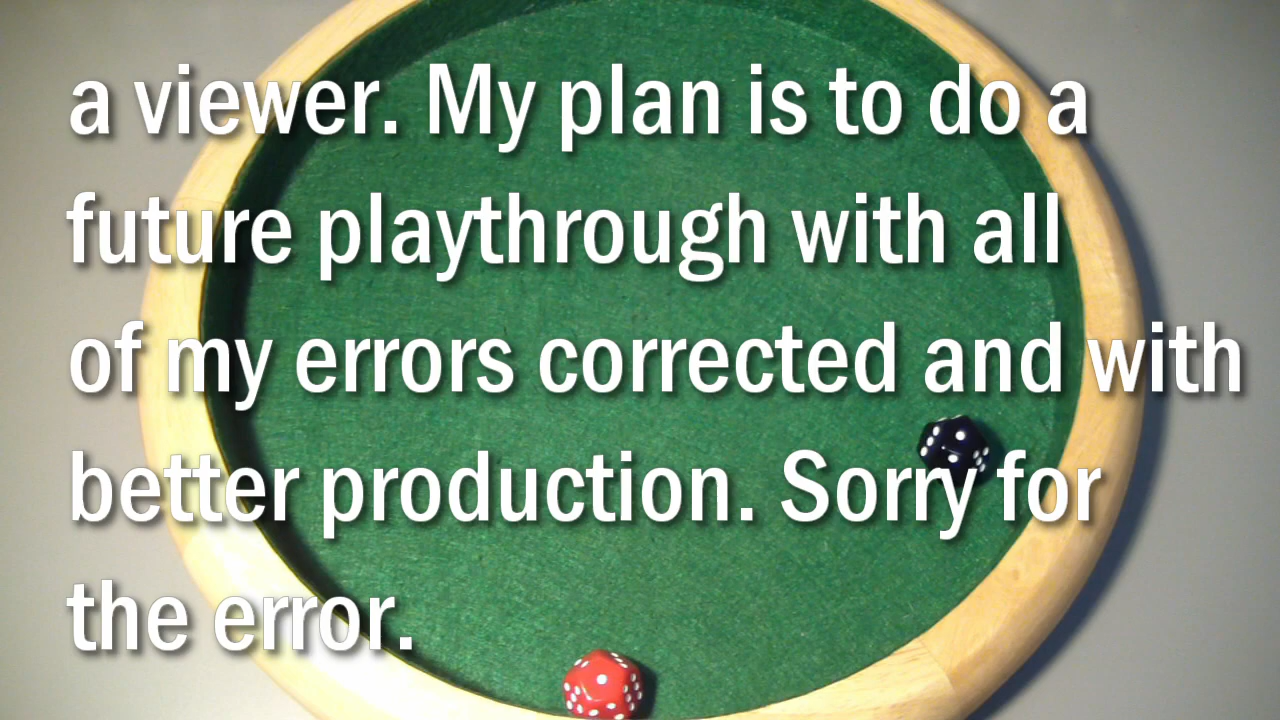 a viewer. My plan is to do a
future playthrough with all
of my errors corrected and with
better production. Sorry for
the error.